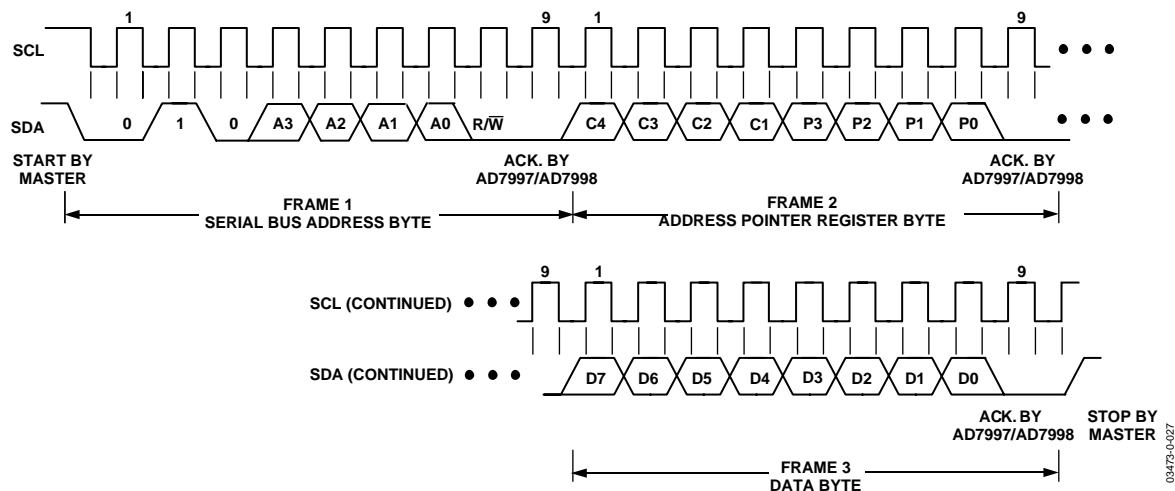 1 9 1 9
SCL
SDA 0 1 0 A3 A2 A1 A0 R/W̅ C4 C3 C2 C1 P3 P2 P1 P0
START BY
MASTER
ACK. BY
AD7997/AD7998
ACK. BY
AD7997/AD7998
FRAME 1
SERIAL BUS ADDRESS BYTE
FRAME 2
ADDRESS POINTER REGISTER BYTE
9 1 9
SCL (CONTINUED)
SDA (CONTINUED) D7 D6 D5 D4 D3 D2 D1 D0
ACK. BY
AD7997/AD7998
STOP BY
MASTER
FRAME 3
DATA BYTE
03473-0-027